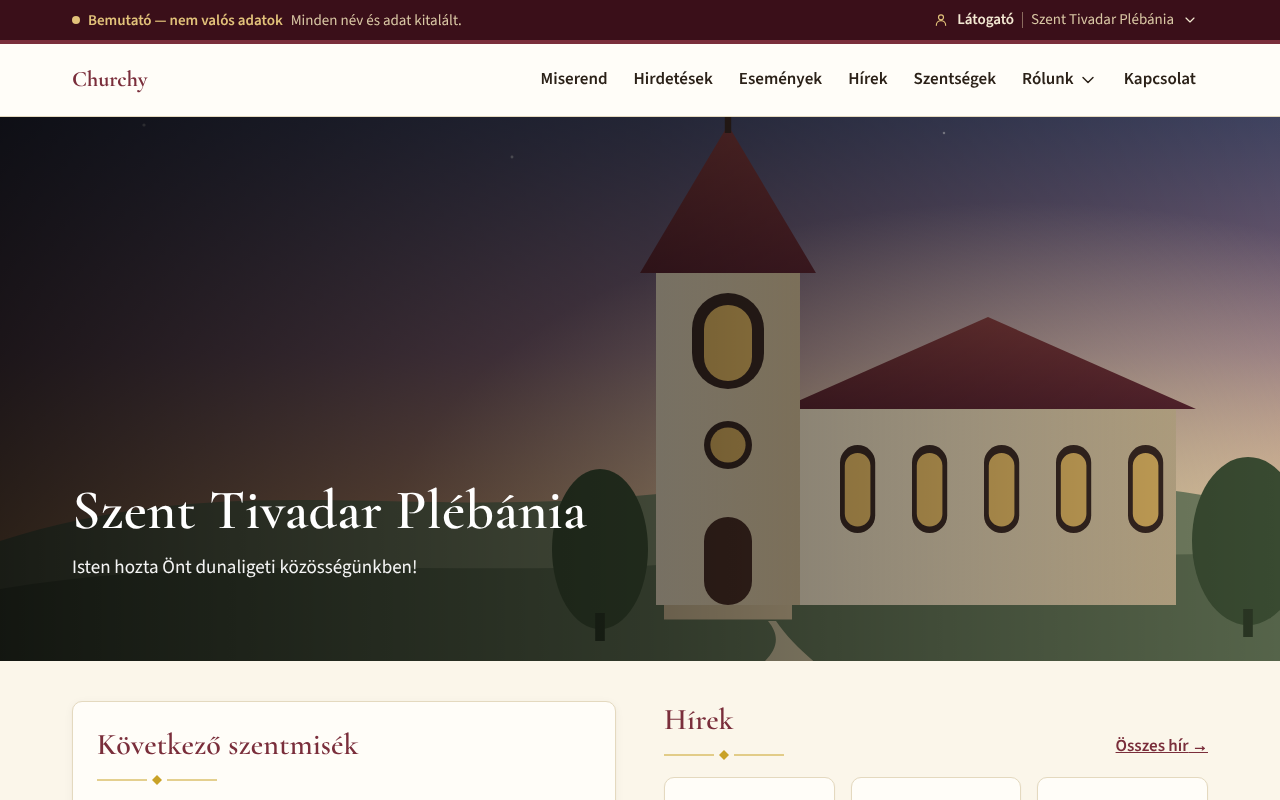 Bemutató — nem valós adatok Minden név és adat kitalált.
Látogató Szent Tivadar Plébánia
Churchy
Miserend Hirdetések Események Hírek Szentségek Rólunk Kapcsolat
Szent Tivadar Plébánia
Isten hozta Önt dunaligeti közösségünkben!
Következő szentmisék
Hírek
Összes hír →